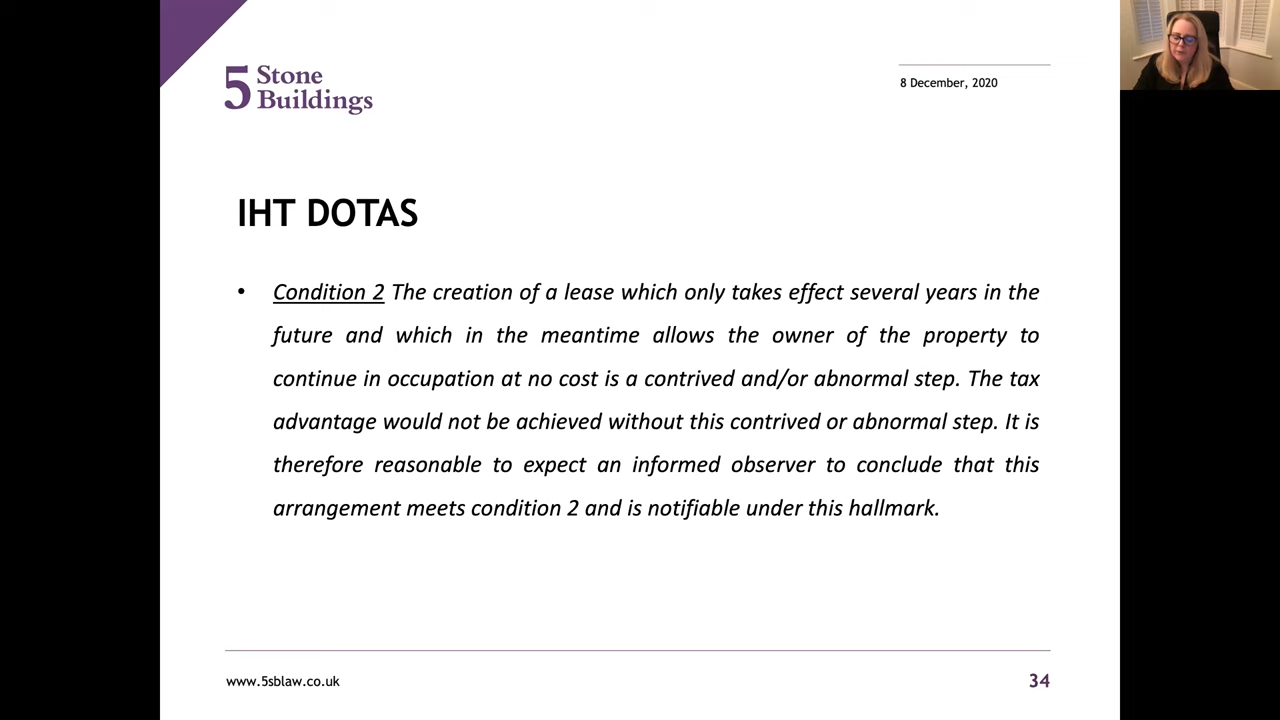 5 Stone
Buildings
8 December, 2020
IHT DOTAS
• Condition 2 The creation of a lease which only takes effect several years in the
future and which in the meantime allows the owner of the property to
continue in occupation at no cost is a contrived and/or abnormal step. The tax
advantage would not be achieved without this contrived or abnormal step. It is
therefore reasonable to expect an informed observer to conclude that this
arrangement meets condition 2 and is notifiable under this hallmark.
www.5sblaw.co.uk
34